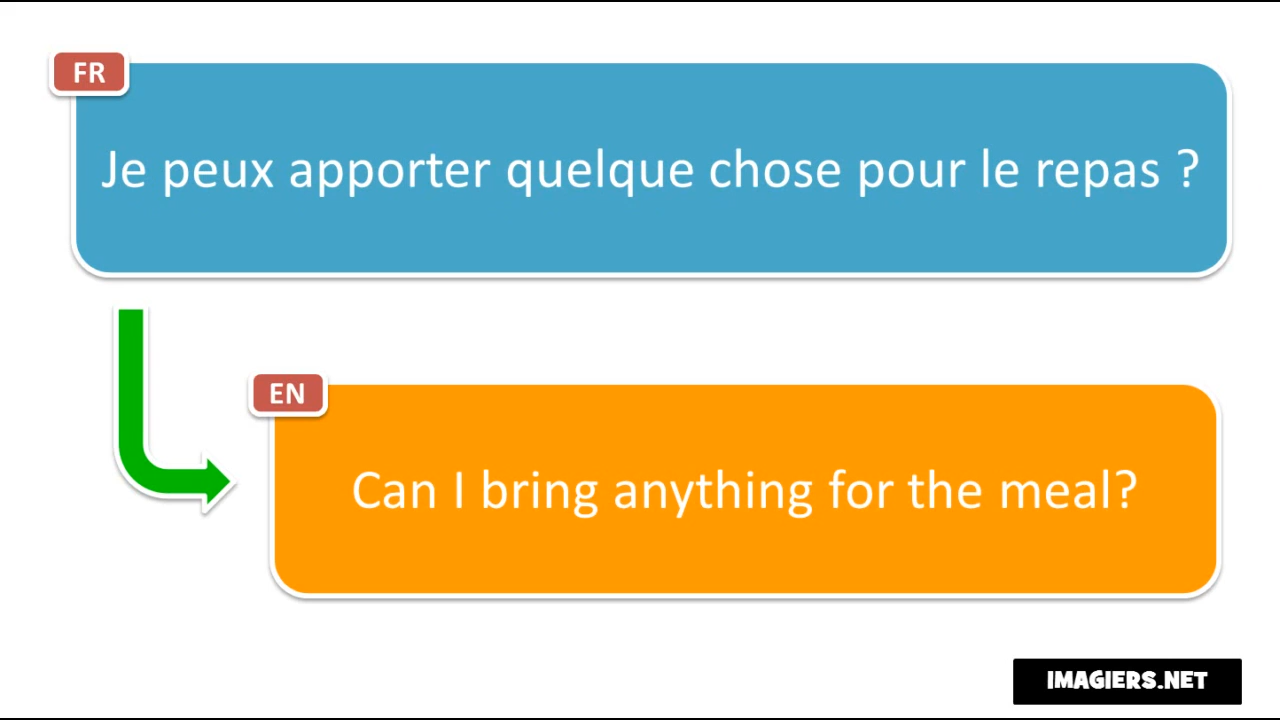 FR
Je peux apporter quelque chose pour le repas ?
EN
Can I bring anything for the meal?
IMAGIERS.NET